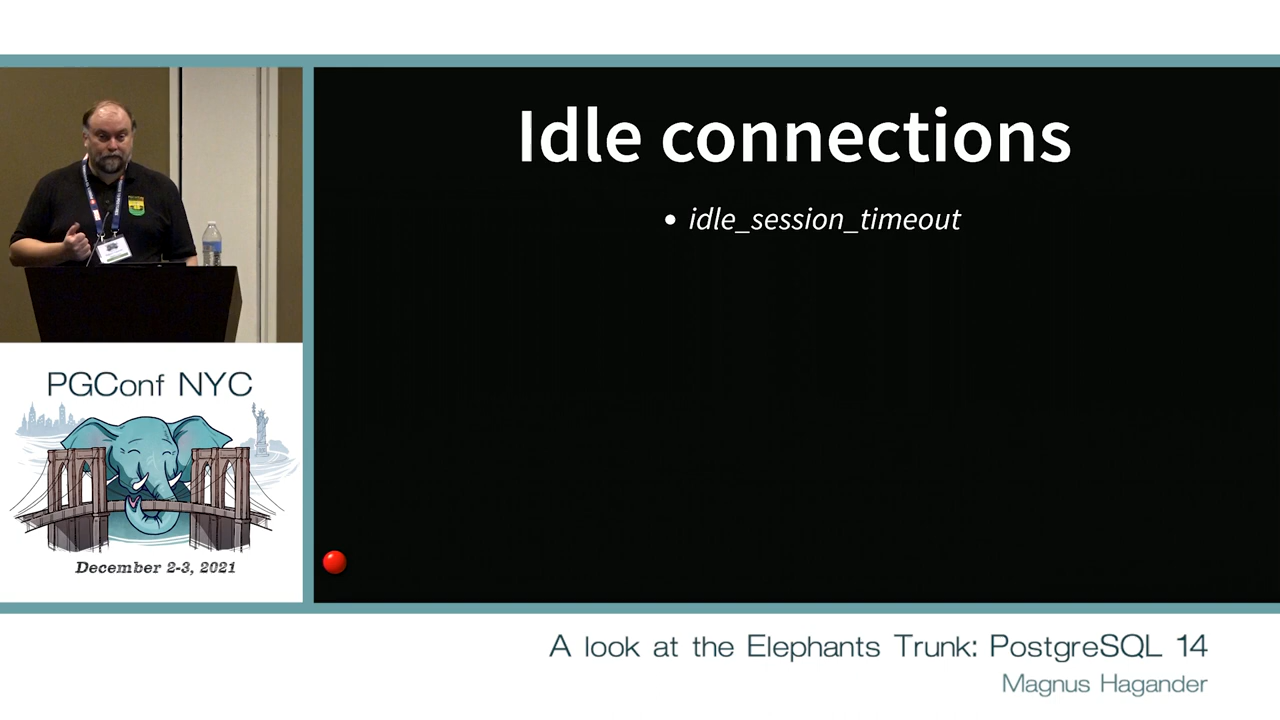 Idle connections
• idle_session_timeout
PGConf NYC
December 2-3, 2021
A look at the Elephants Trunk: PostgreSQL 14
Magnus Hagander